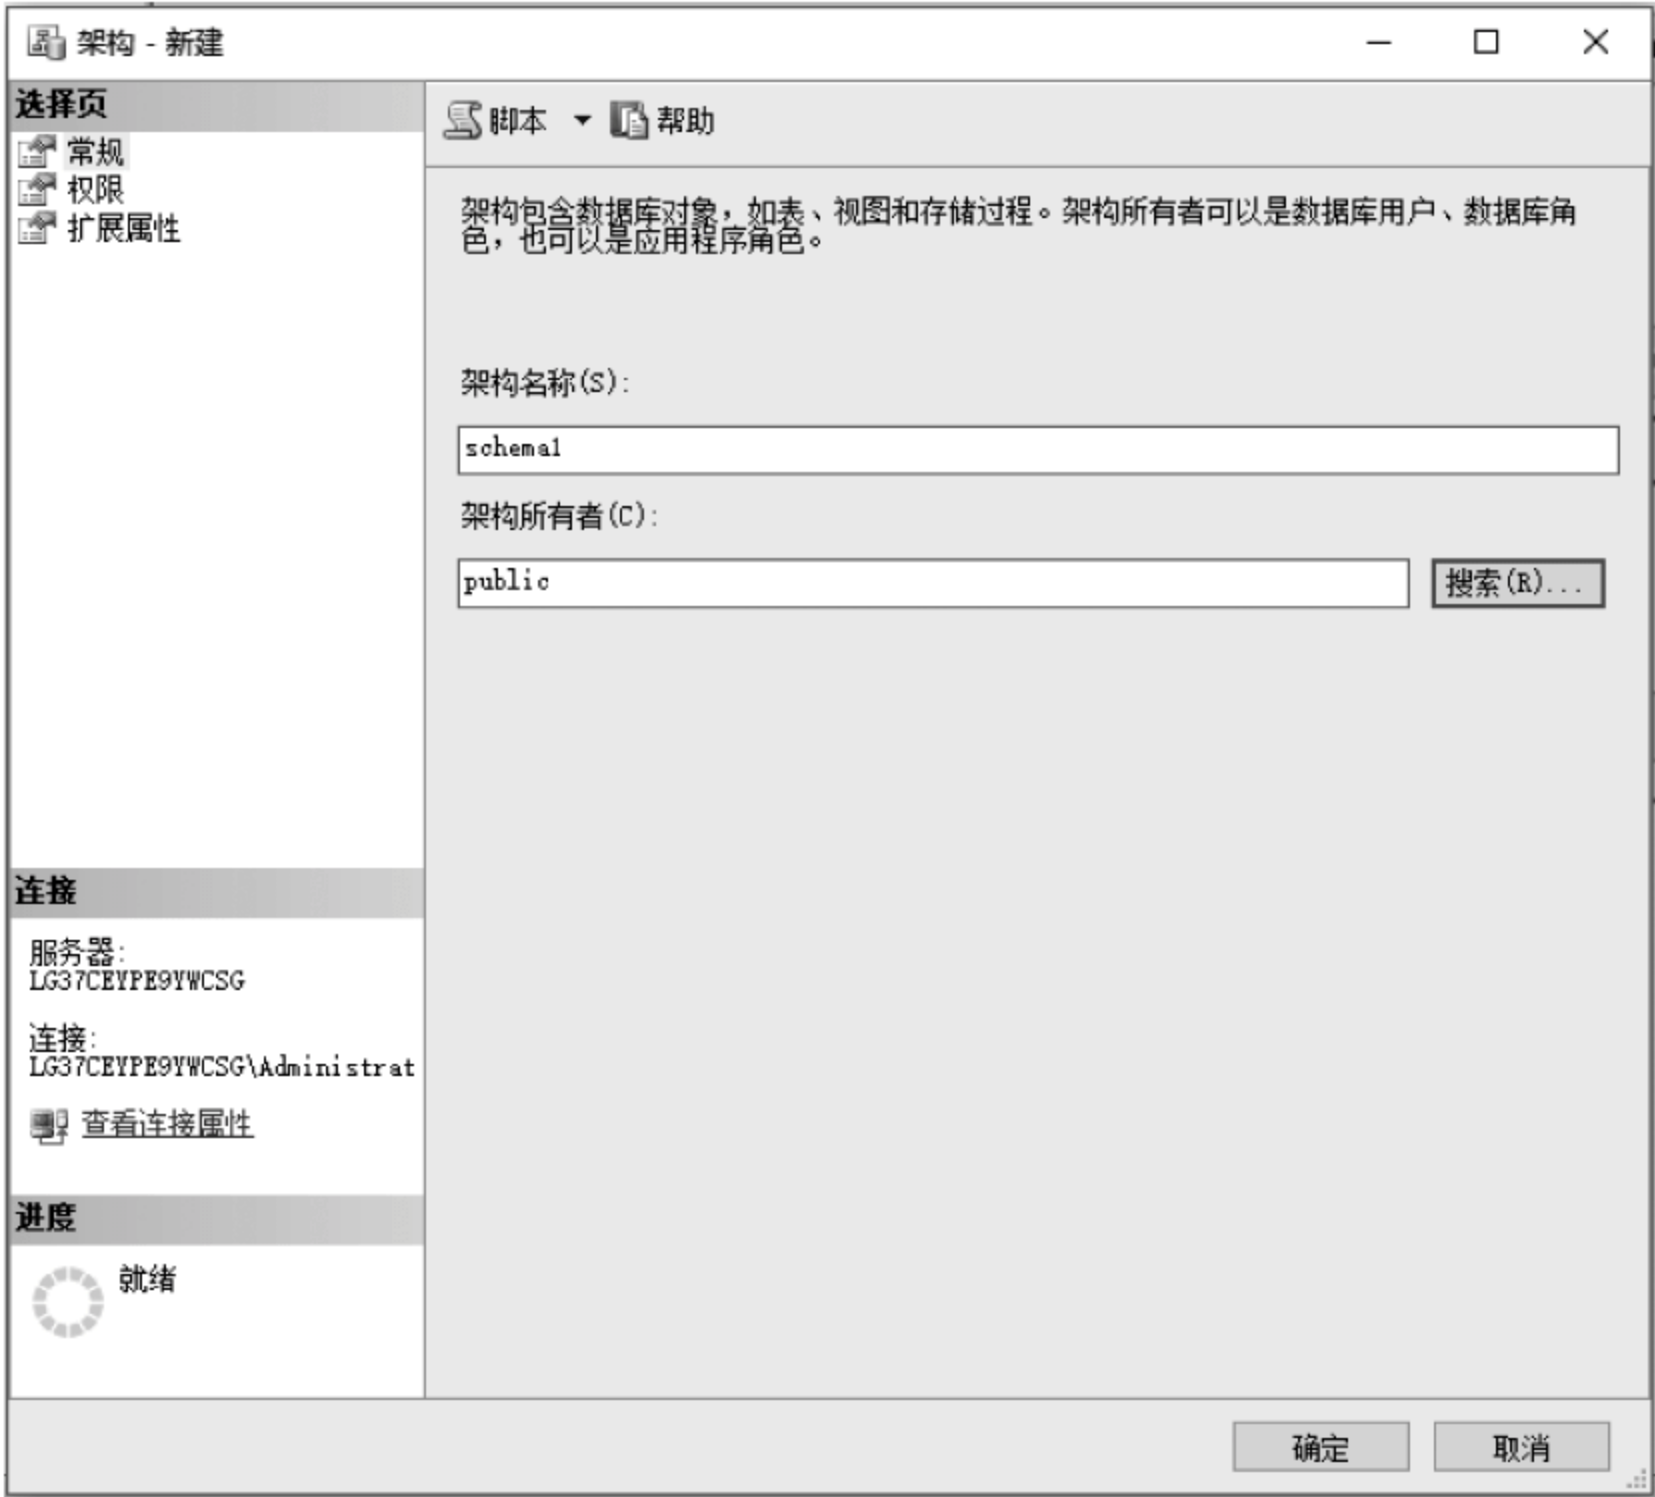 架构 - 新建
选择页
常规
权限
扩展属性
脚本 帮助
架构包含数据库对象，如表、视图和存储过程。架构所有者可以是数据库用户、数据库角
色，也可以是应用程序角色。
架构名称(S):
schema1
架构所有者(C):
public 搜索(R)...
连接
服务器:
LG37CEYPE9YWCSG
连接:
LG37CEYPE9YWCSG\Administrat
查看连接属性
进度
就绪
确定 取消